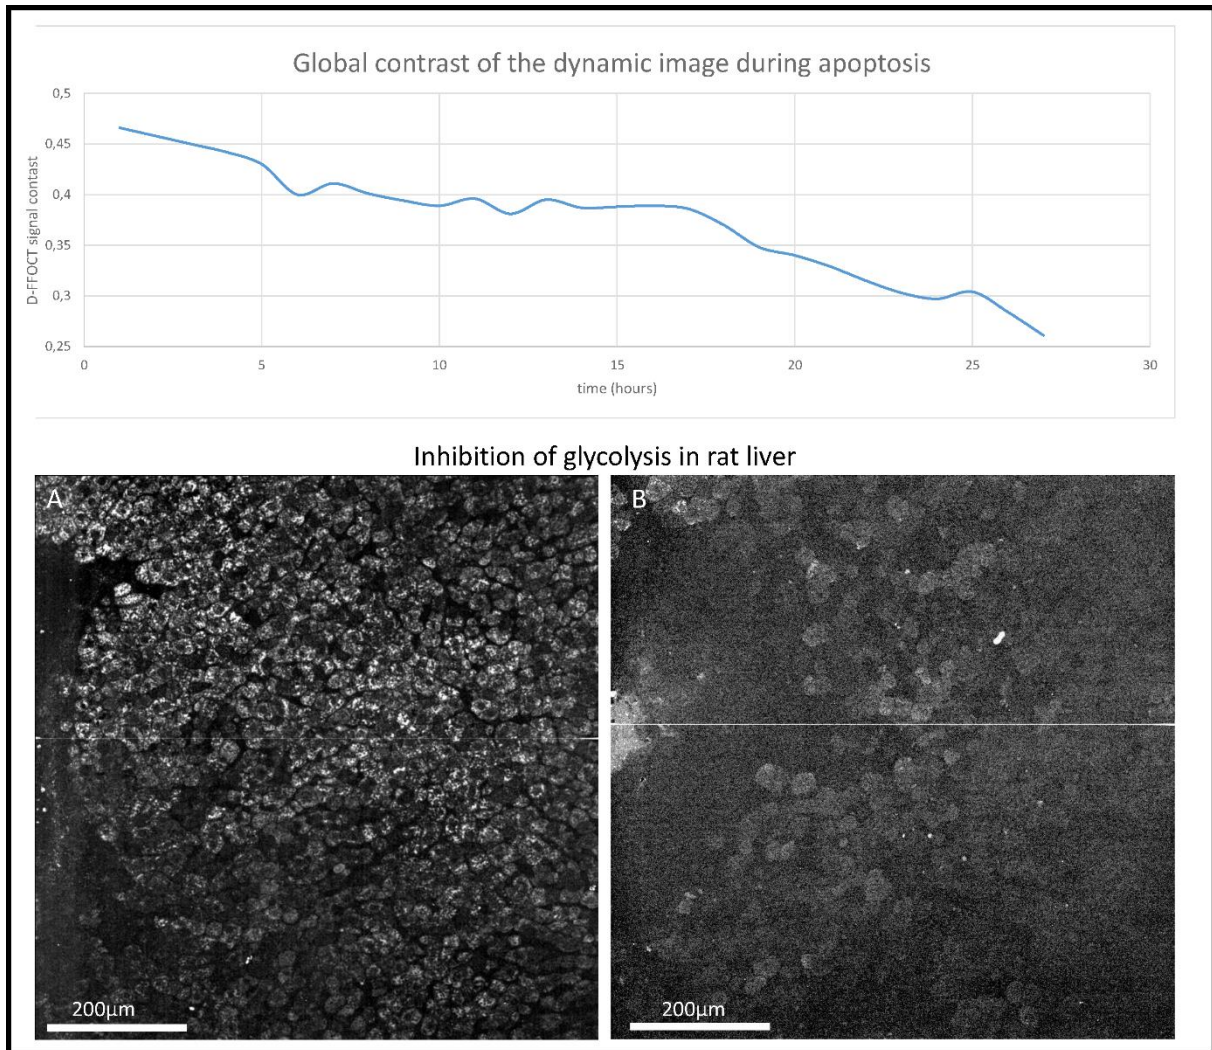 Global contrast of the dynamic image during apoptosis
0,5
0,45
0,4
0,35
0,3
0,25
D-FFOCT signal contast
0 5 10 15 20 25 30
time (hours)
Inhibition of glycolysis in rat liver
A B
200µm 200µm